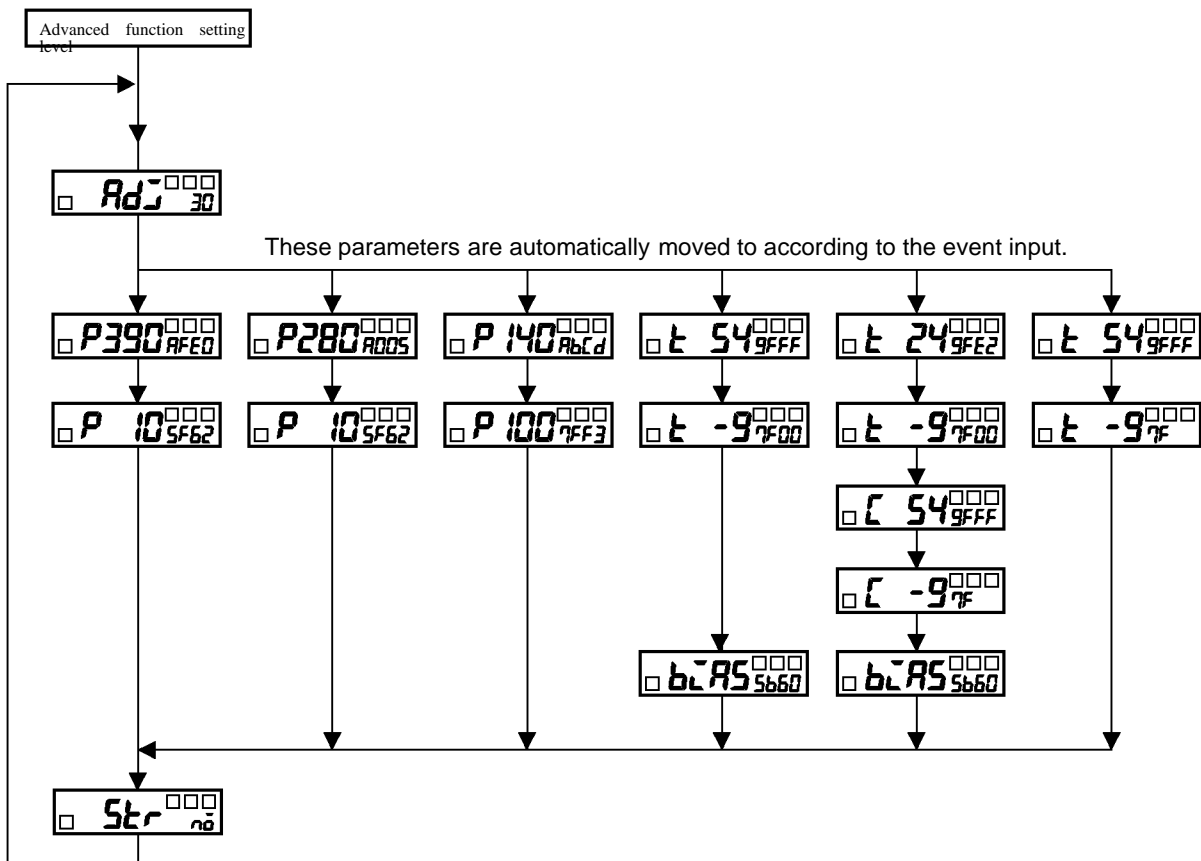 Advanced function setting
level
Adj 30
These parameters are automatically moved to according to the event input.
P390 AFE0
P280 A005
P 140 AbCd
t 54 9FFF
t 24 9FE2
t 54 9FFF
P 10 5F62
P 10 5F62
P 100 7FF3
t -9 7F00
t -9 7F00
t -9 7F
C 54 9FFF
C -9 7F
biAS 5b60
biAS 5b60
Str no